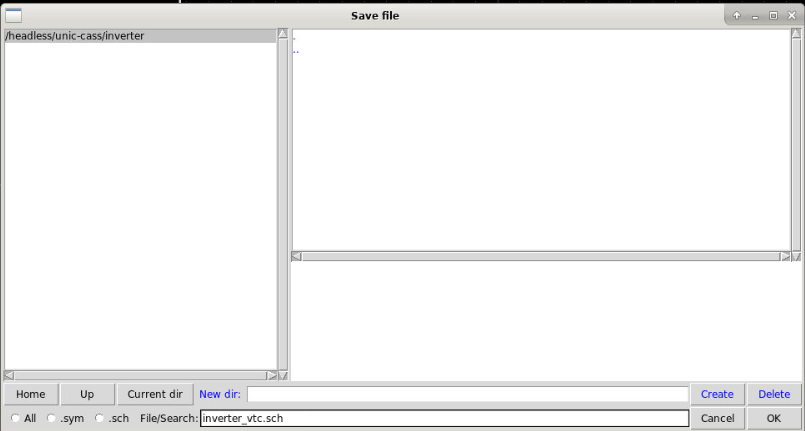 Save file
/headless/unic-cass/inverter
.
..
Home Up Current dir New dir: Create Delete
All .sym .sch File/Search: inverter_vtc.sch Cancel OK